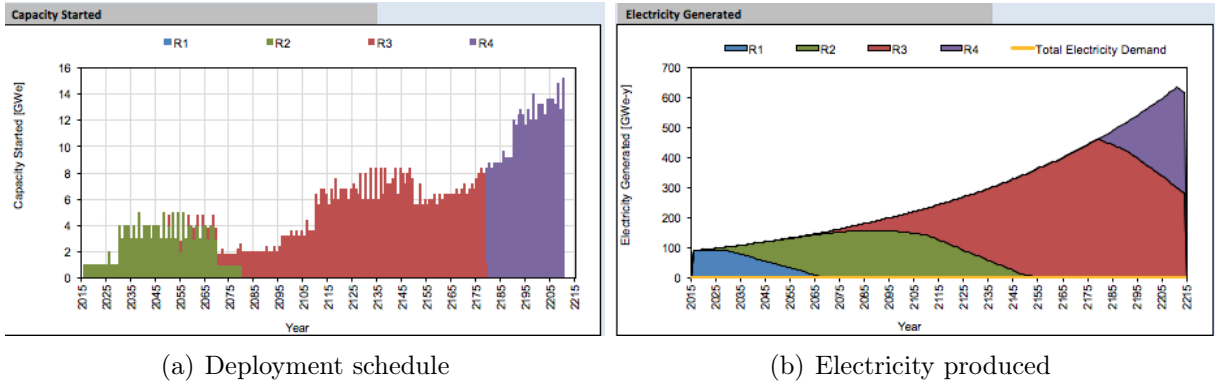 Capacity Started
R1 R2 R3 R4
16
14
12
10
8
6
4
2
0
Capacity Started [GWe]
2015 2025 2035 2045 2055 2065 2075 2085 2095 2105 2115 2125 2135 2145 2155 2165 2175 2185 2195 2205 2215
Year
(a) Deployment schedule
Electricity Generated
R1 R2 R3 R4 Total Electricity Demand
700
600
500
400
300
200
100
0
Electricity Generated [GWe-y]
2015 2025 2035 2045 2055 2065 2075 2085 2095 2105 2115 2125 2135 2145 2155 2165 2175 2185 2195 2205 2215
Year
(b) Electricity produced